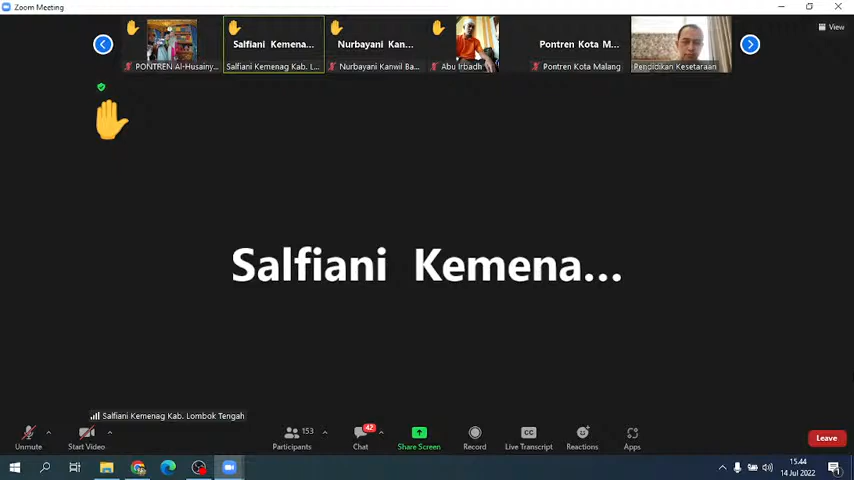 Zoom Meeting
View
Salfiani Kemena...
Nurbayani Kan...
Pontren Kota M...
PONTREN Al-Husainy...
Salfiani Kemenag Kab. L...
Nurbayani Kanwil Ba...
Abu Irbadh
Pontren Kota Malang
Pendidikan Kesetaraan
Salfiani Kemena...
Salfiani Kemenag Kab. Lombok Tengah
Unmute
Start Video
153
Participants
42
Chat
Share Screen
Record
CC
Live Transcript
Reactions
Apps
Leave
15.44
14 Jul 2022
1